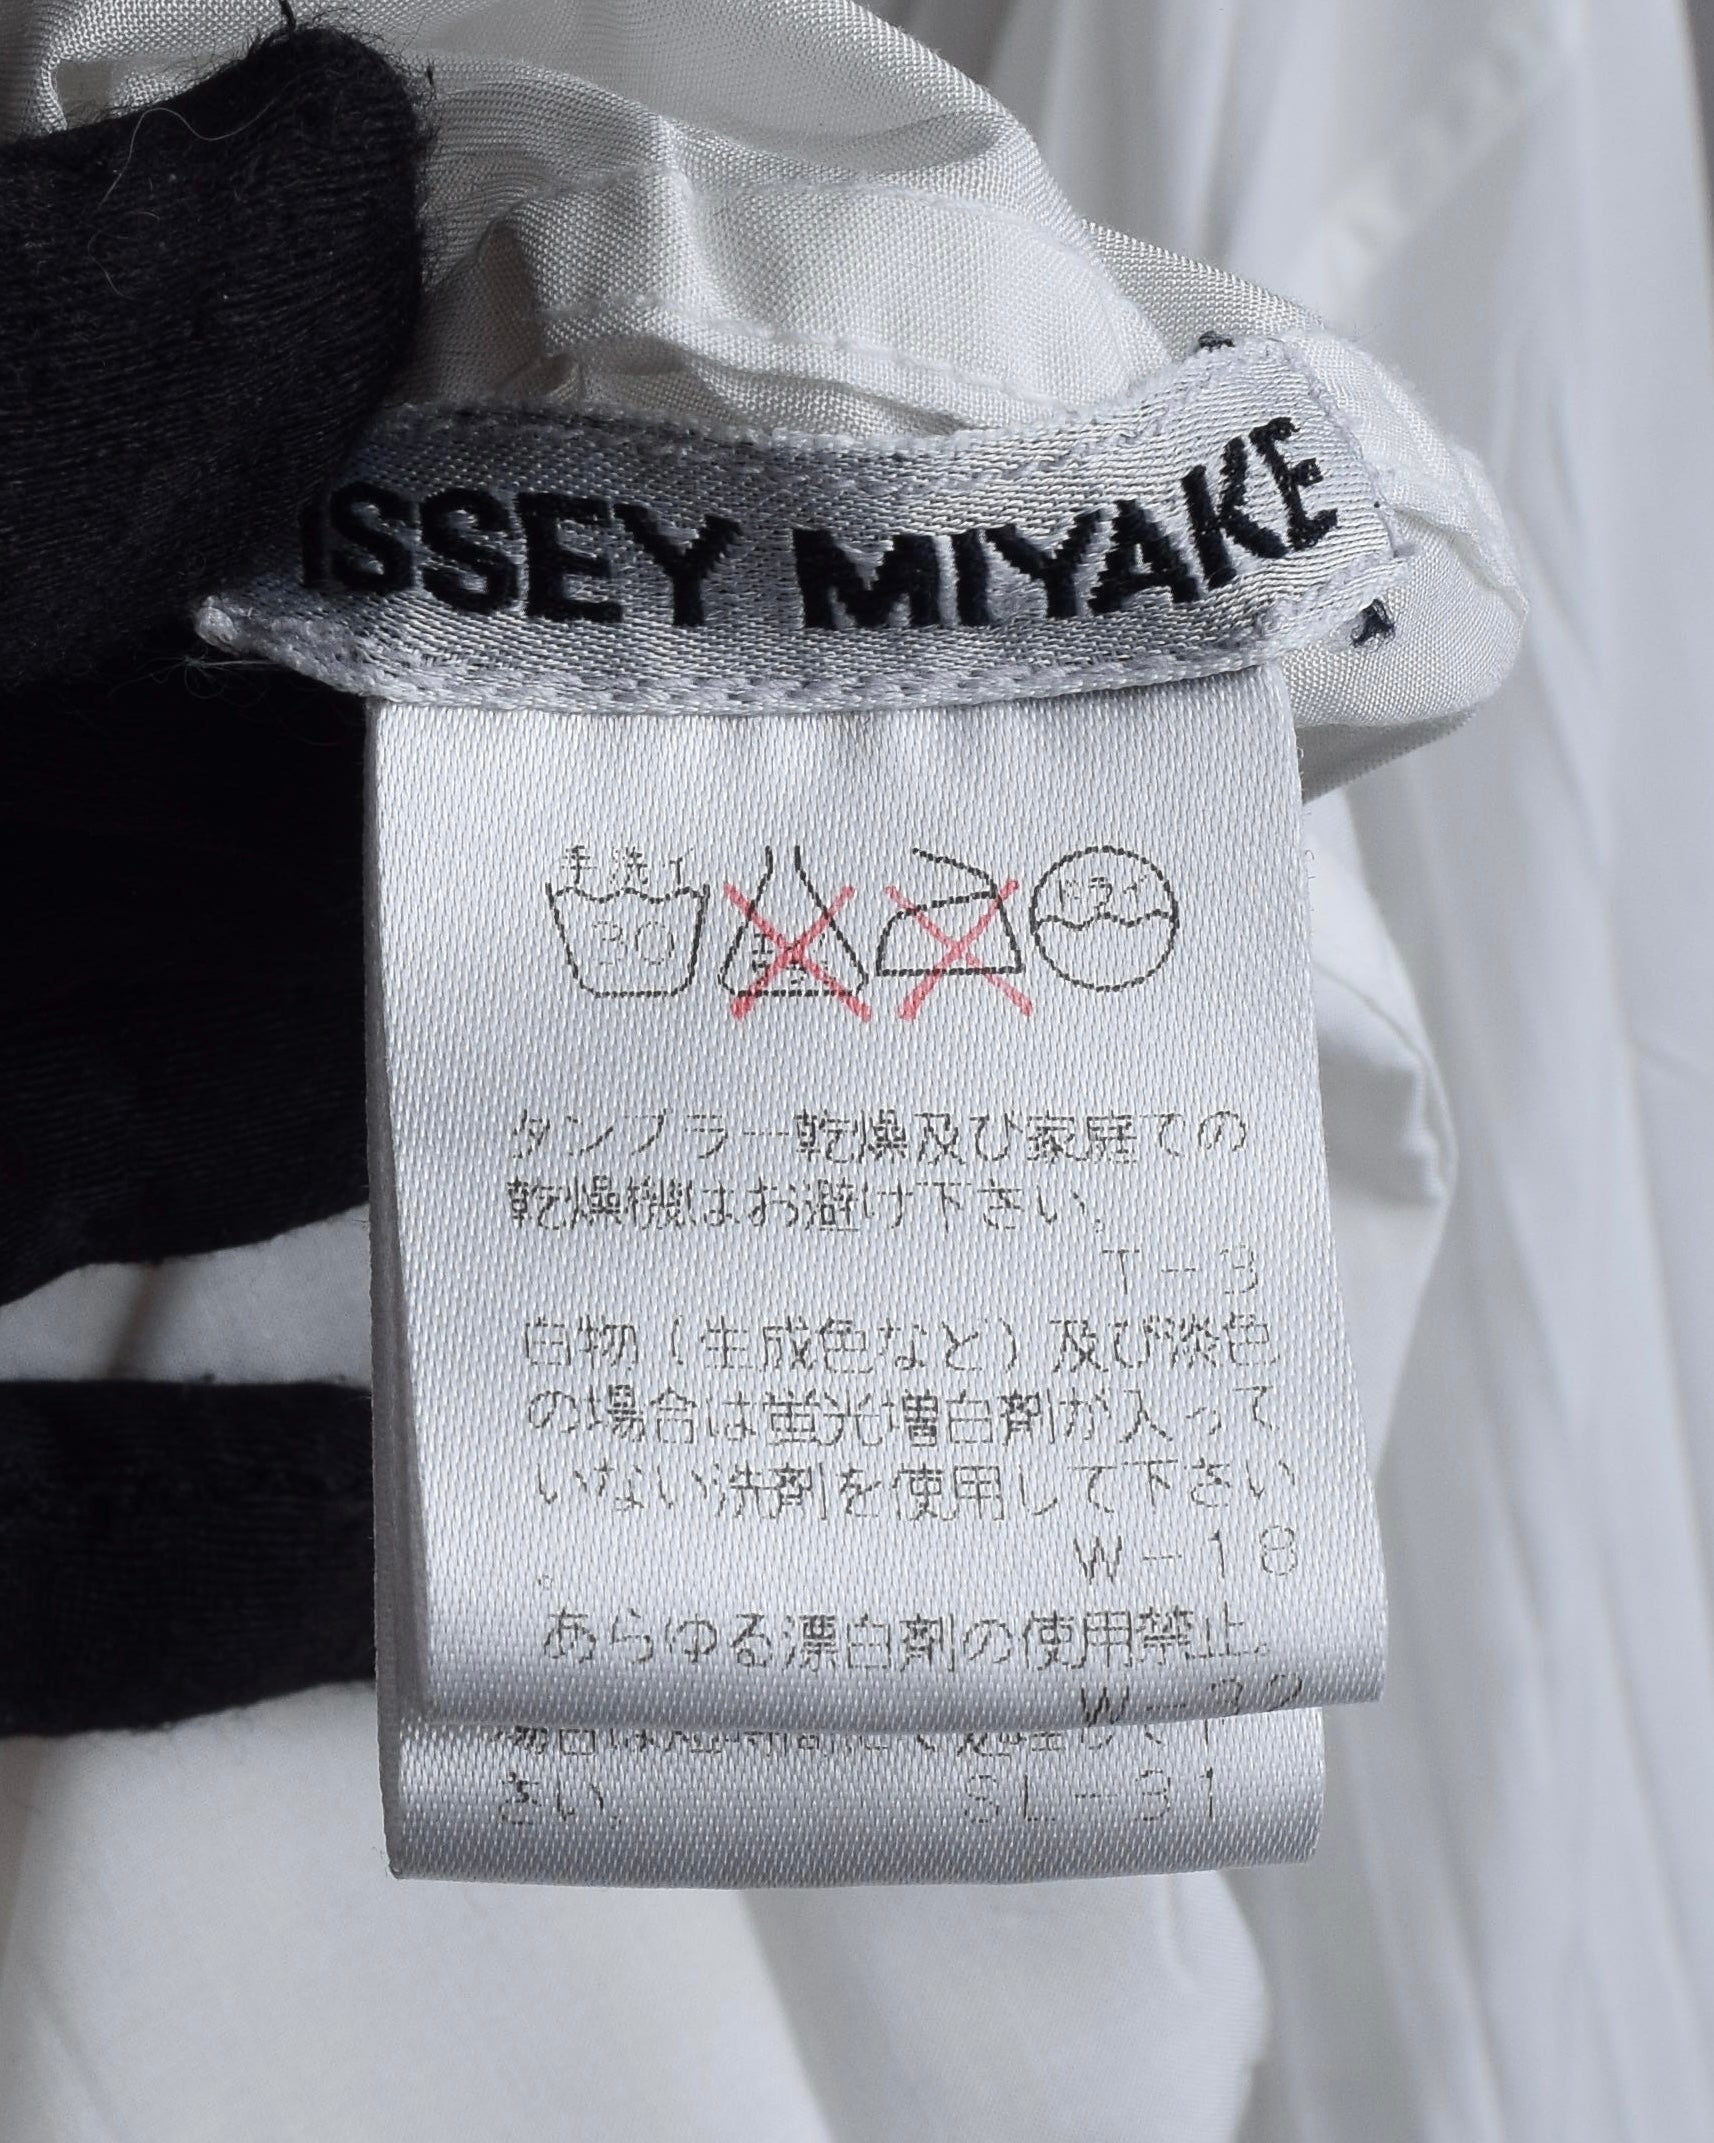 ISSEY MIYAKE
手洗イ
30
ドライ
タンブラー乾燥及び家庭での
乾燥機はお避け下さい。
T-3
白物(生成色など)及び淡色
の場合は蛍光増白剤が入って
いない洗剤を使用して下さい
。 W-18
あらゆる漂白剤の使用禁止。
さい。 SL-31